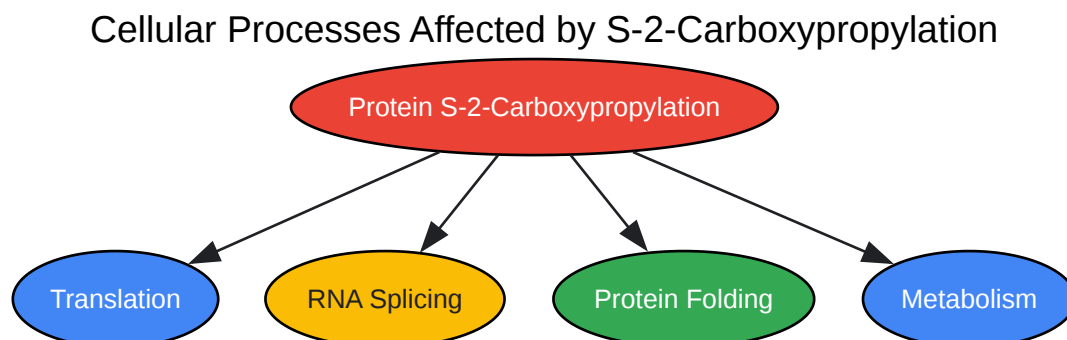 Cellular Processes Affected by S-2-Carboxypropylation
Protein S-2-Carboxypropylation
Translation
RNA Splicing
Protein Folding
Metabolism